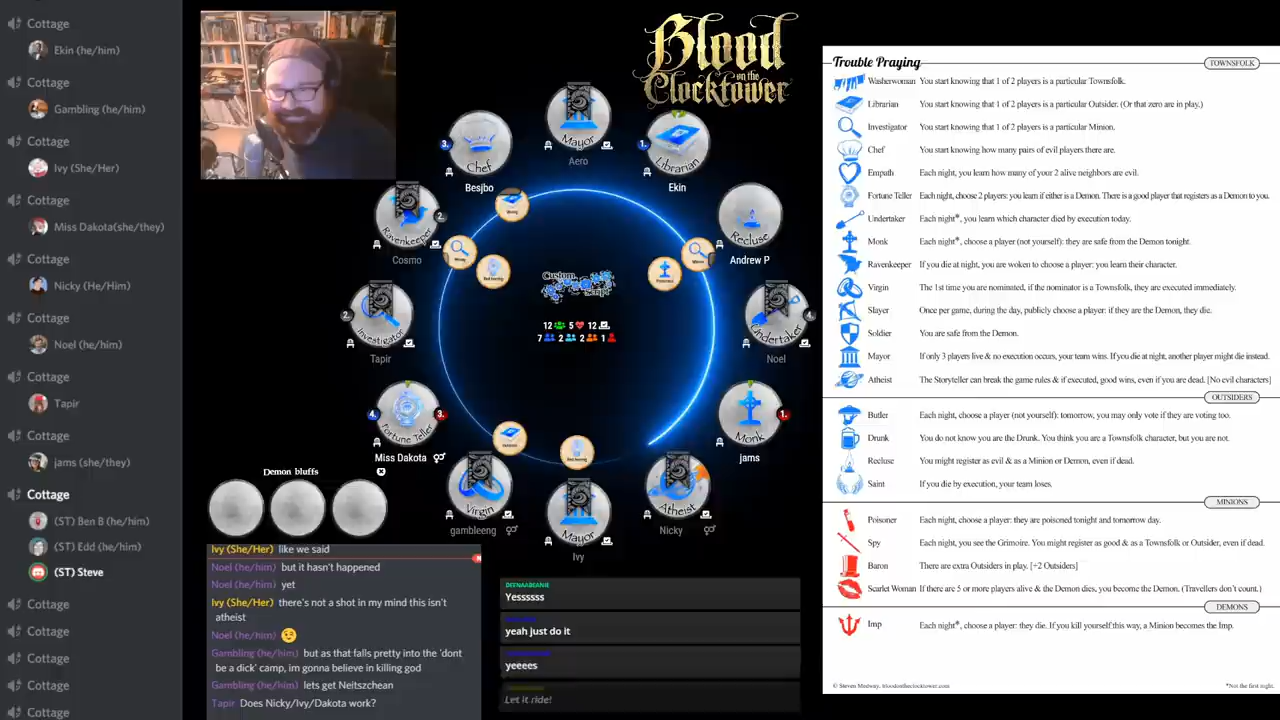 Cottage
Ekin (he/him)
Cottage
Gambling (he/him)
Cottage
Ivy (She/Her)
Cottage
Miss Dakota(she/they)
Cottage
Nicky (He/Him)
Cottage
Noel (he/him)
Cottage
Tapir
Cottage
jams (she/they)
Cottage
(ST) Ben B (he/him)
(ST) Edd (he/him)
(ST) Steve
Cottage
Cottage
Cottage
Cottage
Cottage
Blood
on the
Clocktower
Mayor
Aero
Chef
Besjbo
3.
Librarian
Ekin
1.
Ravenkeeper
Cosmo
2.
Recluse
Andrew P
Investigator
Tapir
2.
Undertaker
Noel
4.
Fortune Teller
Miss Dakota
4.
3.
Monk
jams
1.
Virgin
gambleeng
Mayor
Ivy
Atheist
Nicky
Custom
Script
12 5 12
7 2 2 1
Demon bluffs
Ivy (She/Her) like we said
Noel (he/him) but it hasn't happened
Noel (he/him) yet
Ivy (She/Her) there's not a shot in my mind this isn't
atheist
Noel (he/him)
Gambling (he/him) but as that falls pretty into the 'dont
be a dick' camp, im gonna believe in killing god
Gambling (he/him) lets get Neitszchean
Tapir Does Nicky/Ivy/Dakota work?
Yesssss
yeah just do it
yeeees
Let it ride!
Trouble Praying
TOWNSFOLK
Washerwoman You start knowing that 1 of 2 players is a particular Townsfolk.
Librarian You start knowing that 1 of 2 players is a particular Outsider. (Or that zero are in play.)
Investigator You start knowing that 1 of 2 players is a particular Minion.
Chef You start knowing how many pairs of evil players there are.
Empath Each night, you learn how many of your 2 alive neighbors are evil.
Fortune Teller Each night, choose 2 players: you learn if either is a Demon. There is a good player that registers as a Demon to you.
Undertaker Each night*, you learn which character died by execution today.
Monk Each night*, choose a player (not yourself): they are safe from the Demon tonight.
Ravenkeeper If you die at night, you are woken to choose a player: you learn their character.
Virgin The 1st time you are nominated, if the nominator is a Townsfolk, they are executed immediately.
Slayer Once per game, during the day, publicly choose a player: if they are the Demon, they die.
Soldier You are safe from the Demon.
Mayor If only 3 players live & no execution occurs, your team wins. If you die at night, another player might die instead.
Atheist The Storyteller can break the game rules & if executed, good wins, even if you are dead. [No evil characters]
OUTSIDERS
Butler Each night, choose a player (not yourself): tomorrow, you may only vote if they are voting too.
Drunk You do not know you are the Drunk. You think you are a Townsfolk character, but you are not.
Recluse You might register as evil & as a Minion or Demon, even if dead.
Saint If you die by execution, your team loses.
MINIONS
Poisoner Each night, choose a player: they are poisoned tonight and tomorrow day.
Spy Each night, you see the Grimoire. You might register as good & as a Townsfolk or Outsider, even if dead.
Baron There are extra Outsiders in play. [+2 Outsiders]
Scarlet Woman If there are 5 or more players alive & the Demon dies, you become the Demon. (Travellers don't count.)
DEMONS
Imp Each night*, choose a player: they die. If you kill yourself this way, a Minion becomes the Imp.
© Steven Medway, bloodontheclocktower.com
*Not the first night.